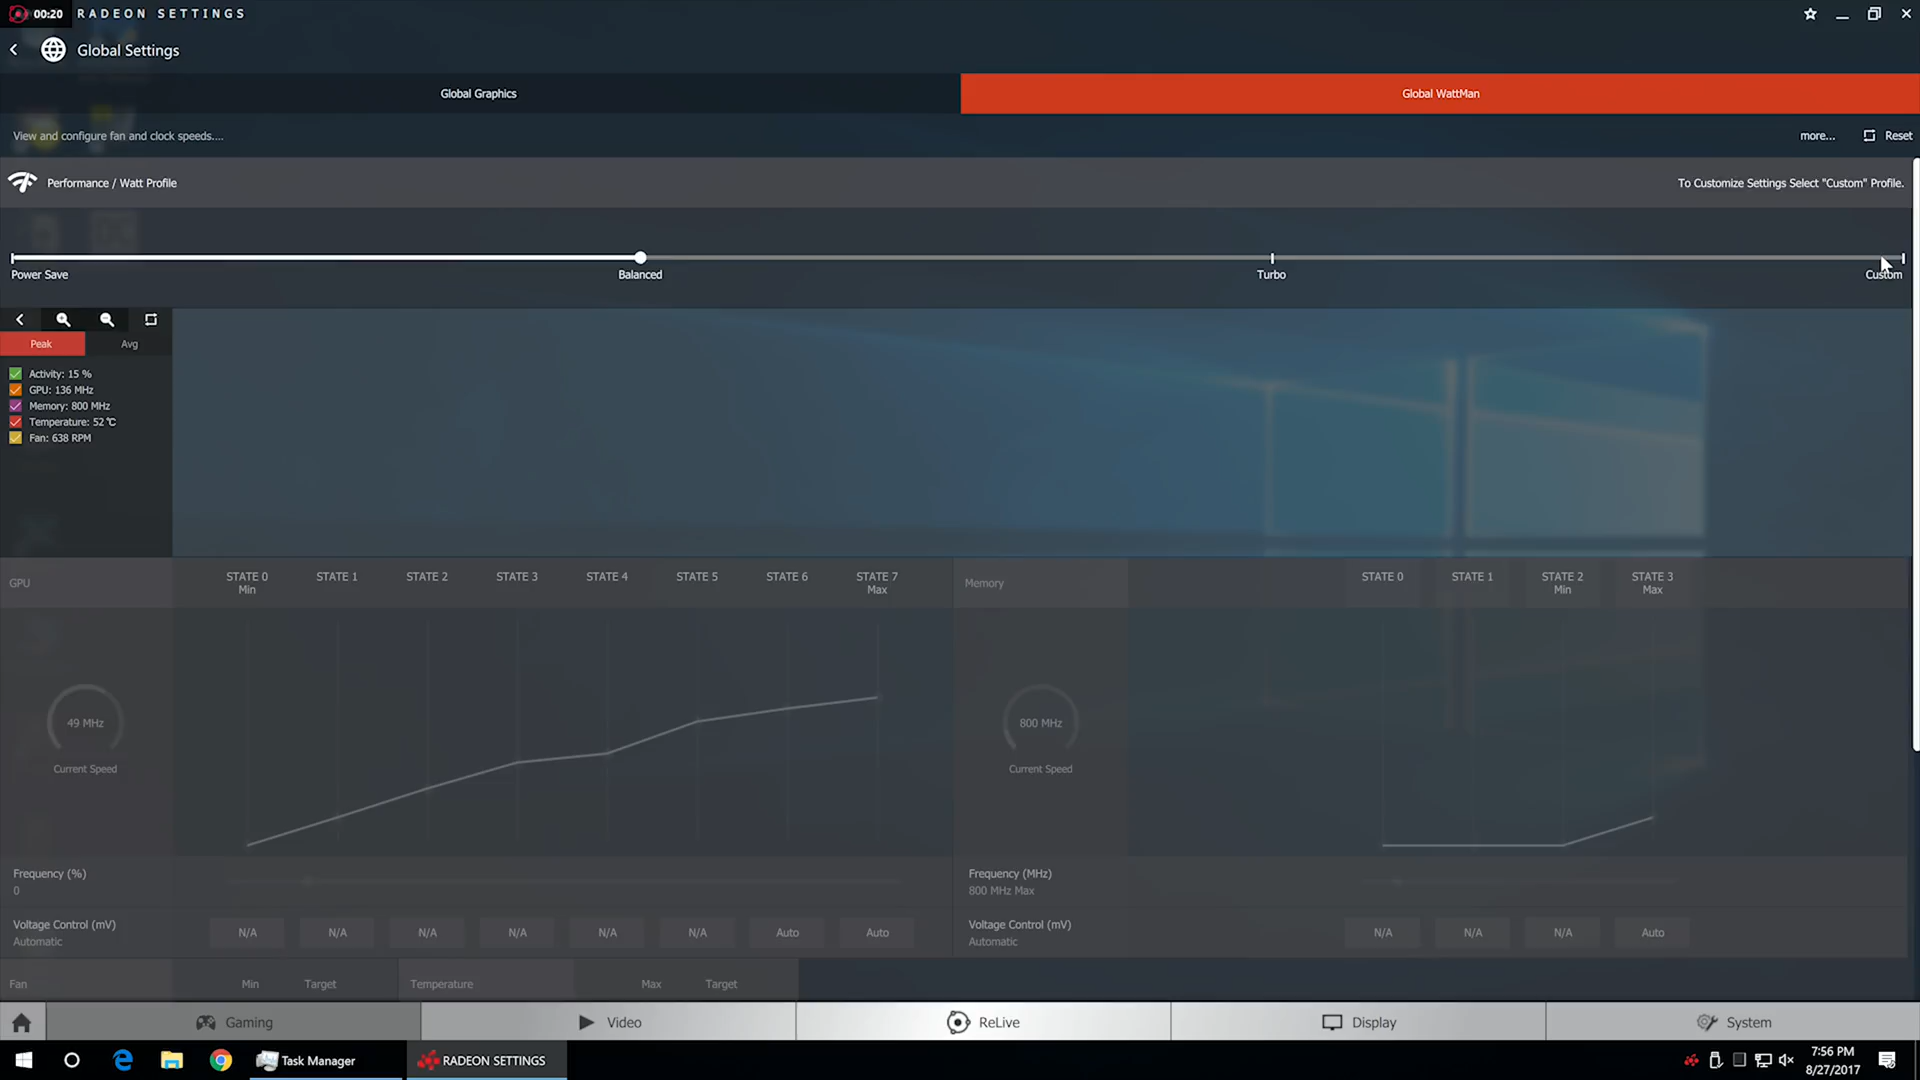 00:20 RADEON SETTINGS
Global Settings
Global Graphics
Global WattMan
View and configure fan and clock speeds....
more...
Reset
Performance / Watt Profile
To Customize Settings Select "Custom" Profile.
Power Save
Balanced
Turbo
Custom
Peak
Avg
Activity: 15 %
GPU: 136 MHz
Memory: 800 MHz
Temperature: 52 °C
Fan: 638 RPM
GPU
STATE 0
Min
STATE 1
STATE 2
STATE 3
STATE 4
STATE 5
STATE 6
STATE 7
Max
49 MHz
Current Speed
Frequency (%)
0
Voltage Control (mV)
Automatic
N/A
N/A
N/A
N/A
N/A
N/A
Auto
Auto
Memory
STATE 0
STATE 1
STATE 2
Min
STATE 3
Max
800 MHz
Current Speed
Frequency (MHz)
800 MHz Max
Voltage Control (mV)
Automatic
N/A
N/A
N/A
Auto
Fan
Min
Target
Temperature
Max
Target
Gaming
Video
ReLive
Display
System
Task Manager
RADEON SETTINGS
7:56 PM
8/27/2017